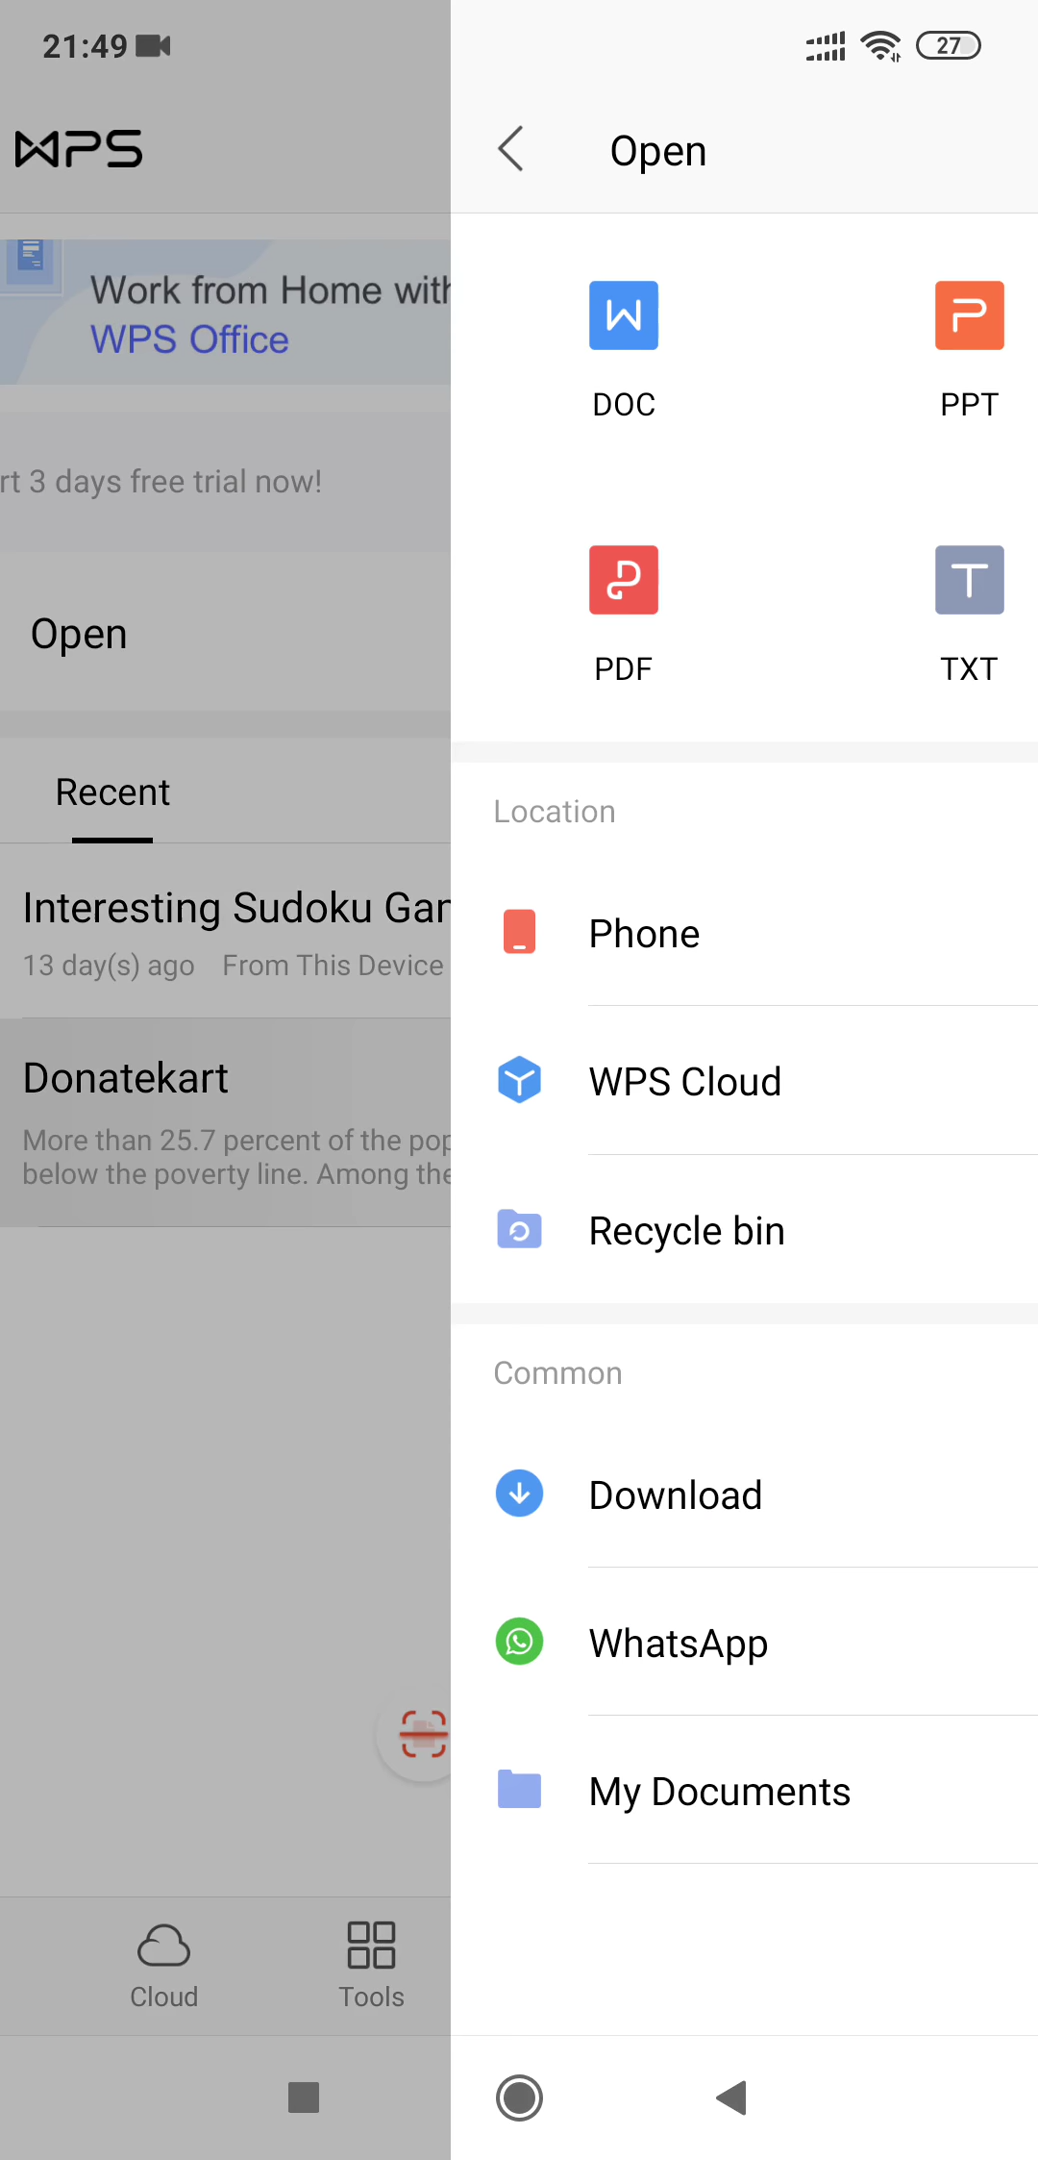 21:49
27
WPS
Work from Home with
WPS Office
rt 3 days free trial now!
Open
Recent
Interesting Sudoku Gam
13 day(s) ago From This Device
Donatekart
More than 25.7 percent of the pop
below the poverty line. Among the
Cloud
Tools
Open
DOC
PPT
PDF
TXT
Location
Phone
WPS Cloud
Recycle bin
Common
Download
WhatsApp
My Documents